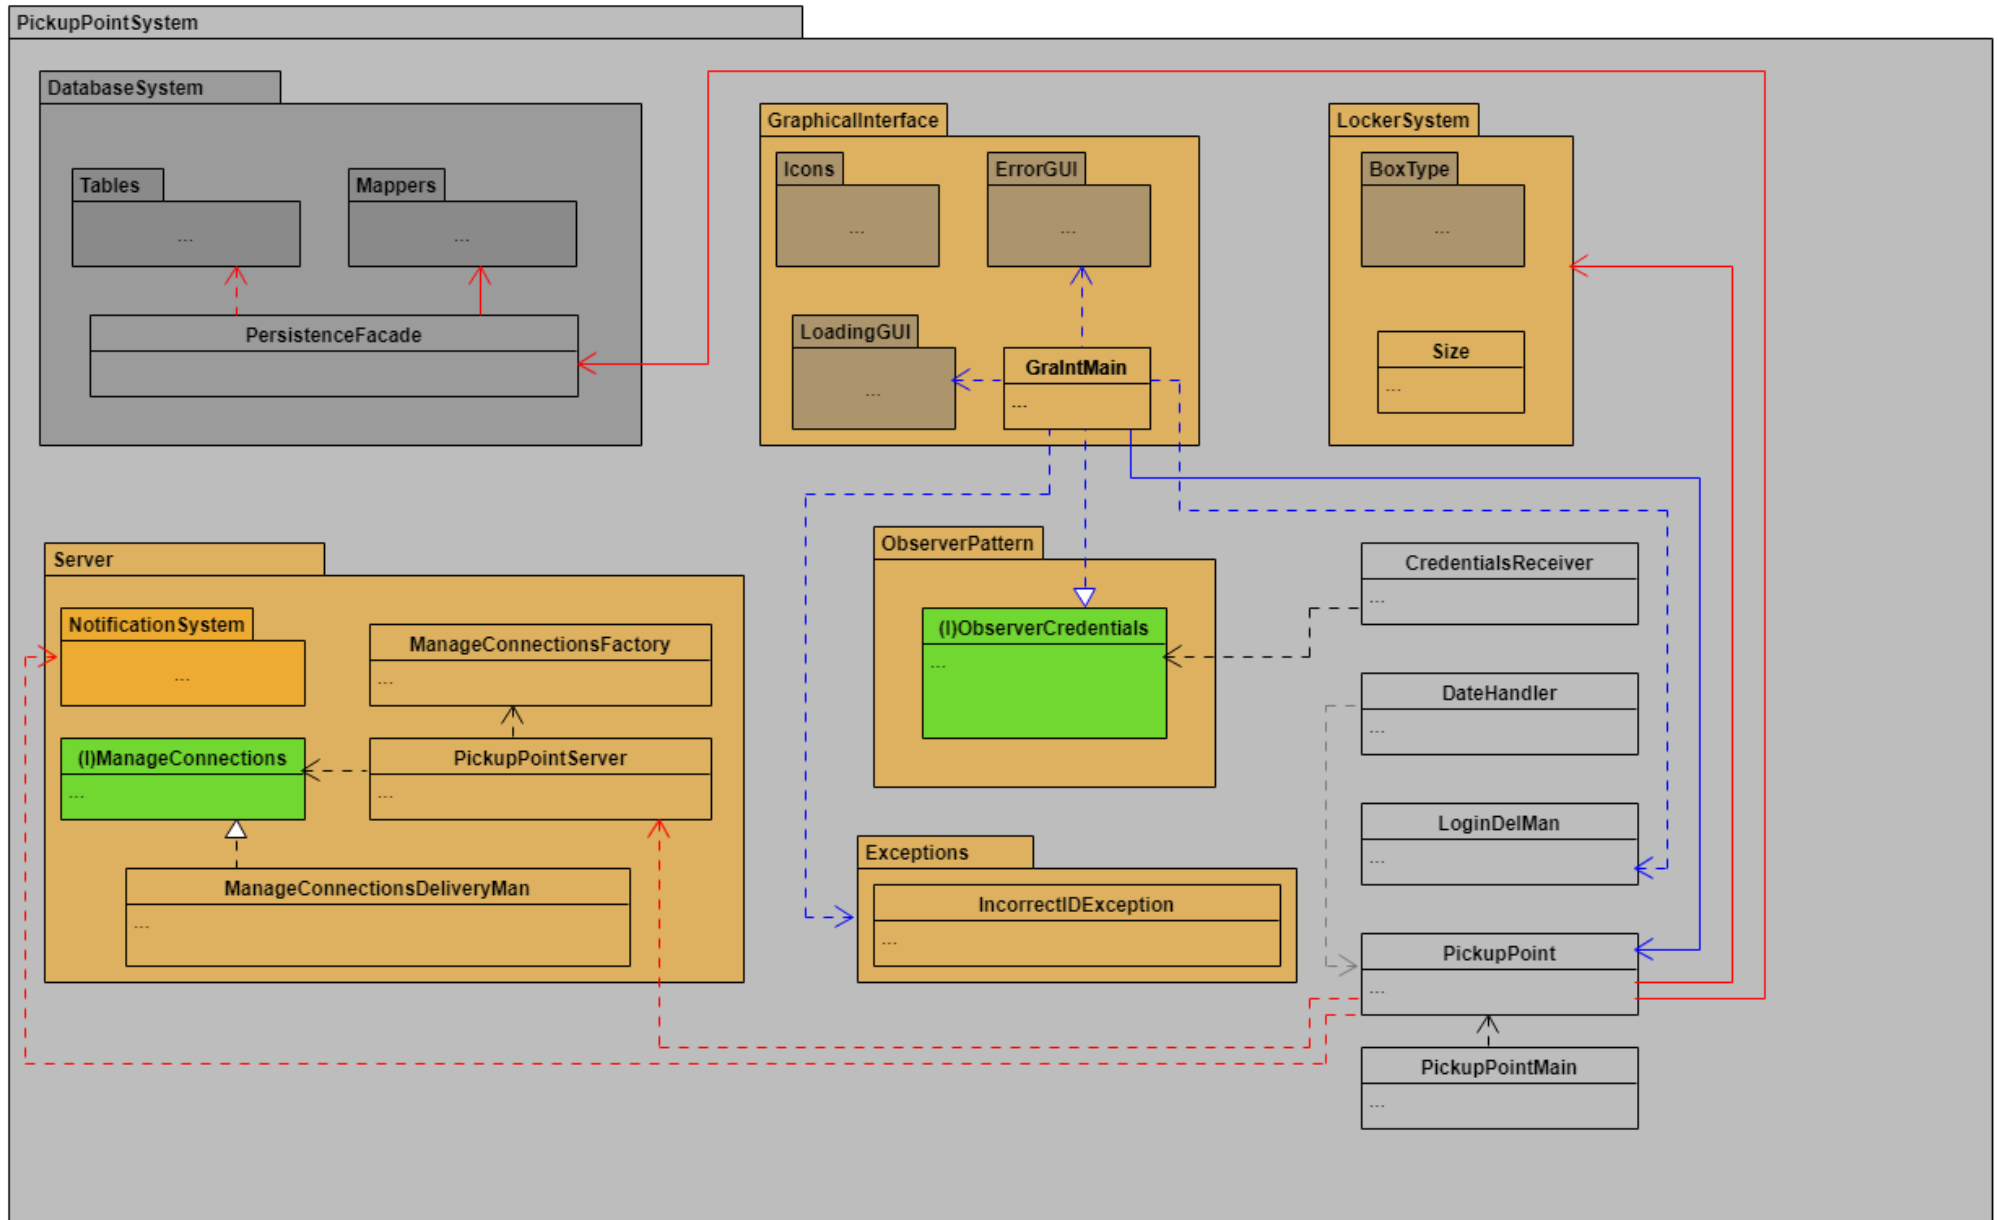 PickupPointSystem
DatabaseSystem
Tables
...
Mappers
...
PersistenceFacade
GraphicalInterface
Icons
...
ErrorGUI
...
LoadingGUI
...
GraIntMain
...
LockerSystem
BoxType
...
Size
...
Server
NotificationSystem
...
ManageConnectionsFactory
...
(I)ManageConnections
...
PickupPointServer
...
ManageConnectionsDeliveryMan
...
ObserverPattern
(I)ObserverCredentials
...
Exceptions
IncorrectIDException
...
CredentialsReceiver
...
DateHandler
...
LoginDelMan
...
PickupPoint
...
PickupPointMain
...